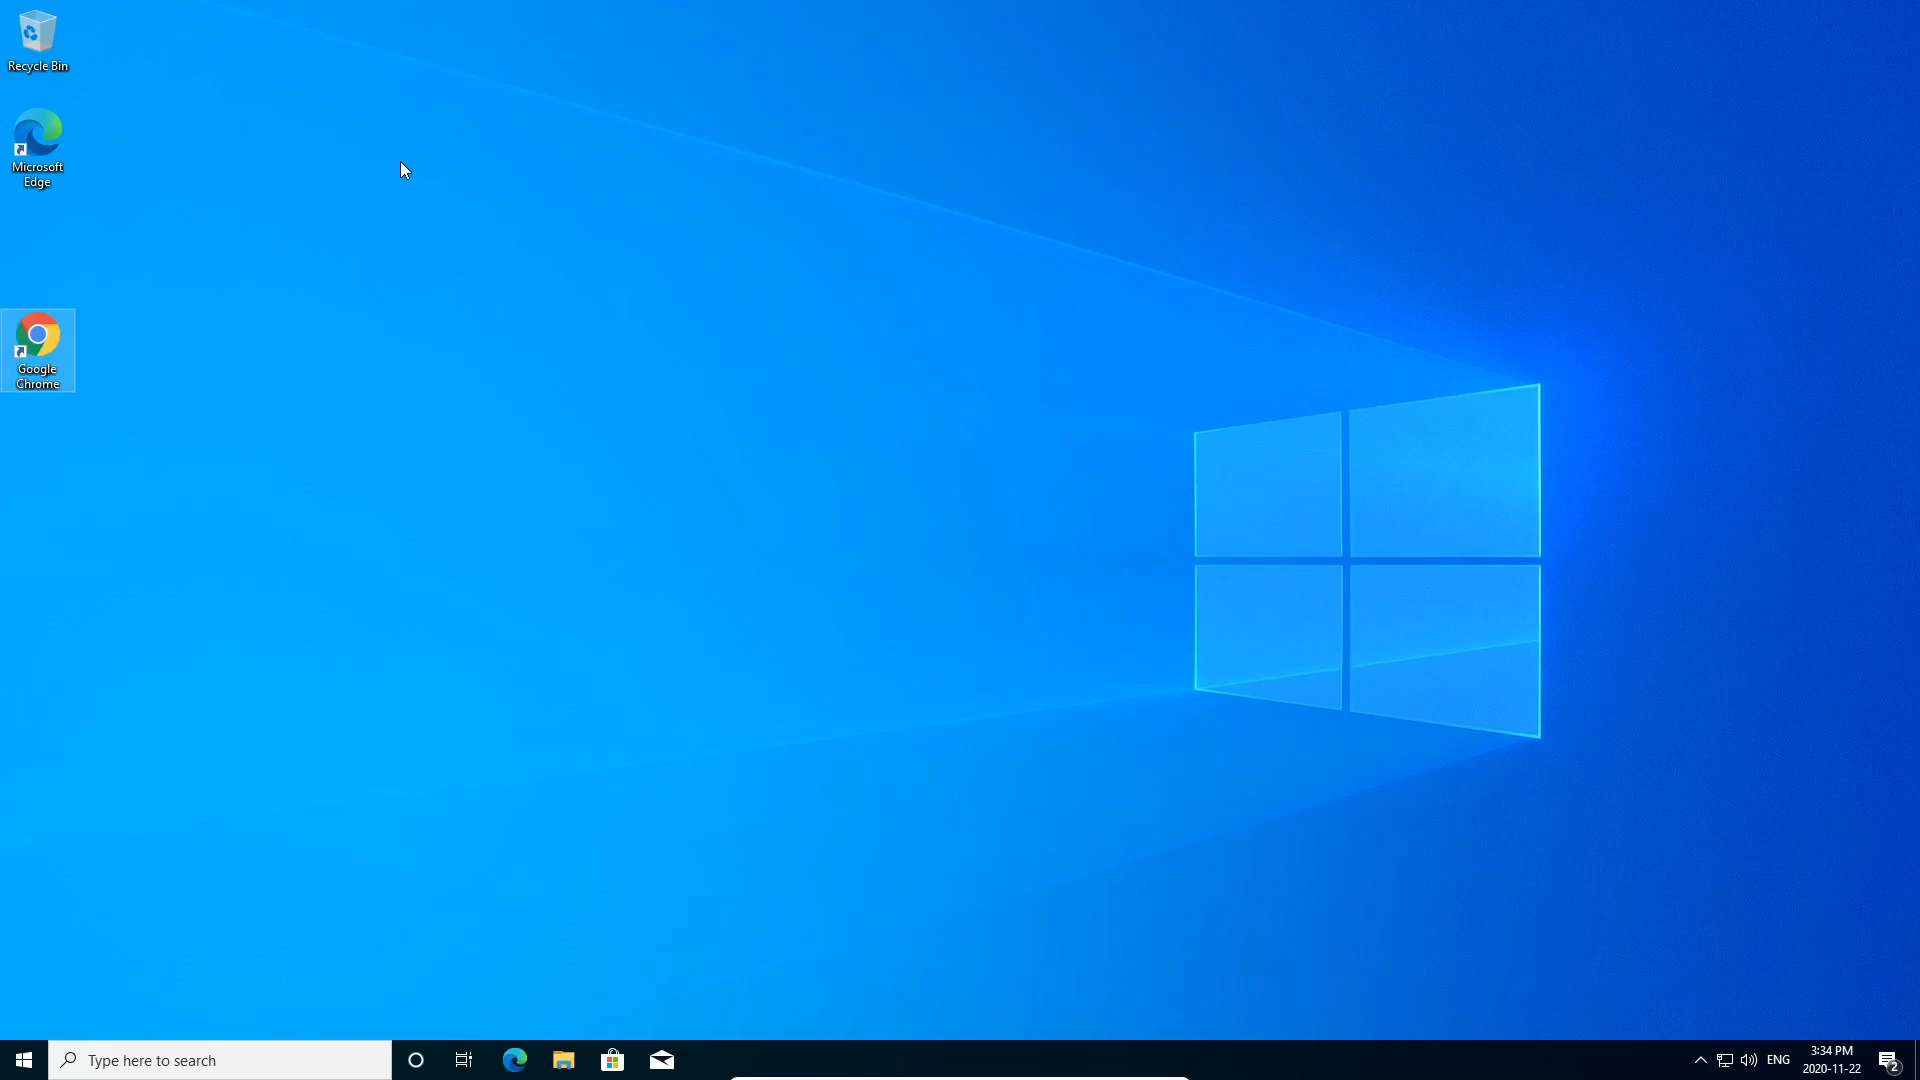 Recycle Bin
Microsoft
Edge
Google
Chrome
Type here to search
ENG
3:34 PM
2020-11-22
2